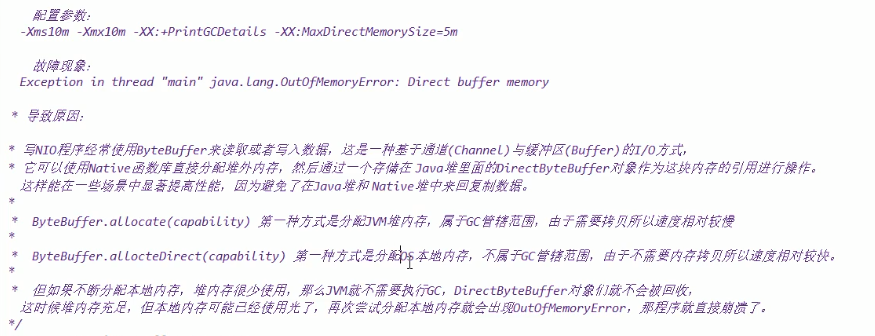 配置参数：
-Xms10m -Xmx10m -XX:+PrintGCDetails -XX:MaxDirectMemorySize=5m
故障现象：
Exception in thread "main" java.lang.OutOfMemoryError: Direct buffer memory
* 导致原因：
* 写NIO程序经常使用ByteBuffer来读取或者写入数据，这是一种基于通道(Channel)与缓冲区(Buffer)的I/O方式，
* 它可以使用Native函数库直接分配堆外内存，然后通过一个存储在 Java堆里面的DirectByteBuffer对象作为这块内存的引用进行操作。
这样能在一些场景中显著提高性能，因为避免了在Java堆和 Native堆中来回复制数据。
*
* ByteBuffer.allocate(capability) 第一种方式是分配JVM堆内存，属于GC管辖范围，由于需要拷贝所以速度相对较慢
*
* ByteBuffer.allocteDirect(capability) 第一种方式是分配OS本地内存，不属于GC管辖范围，由于不需要内存拷贝所以速度相对较快。
*
* 但如果不断分配本地内存，堆内存很少使用，那么JVM就不需要执行GC，DirectByteBuffer对象们就不会被回收，
这时候堆内存充足，但本地内存可能已经使用光了，再次尝试分配本地内存就会出现OutOfMemoryError，那程序就直接崩溃了。
*/